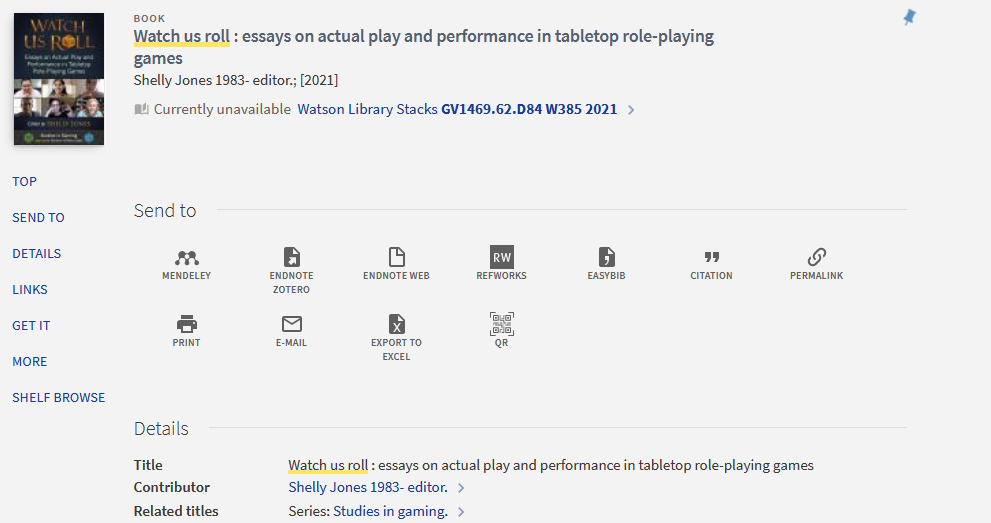 WATCH
US ROLL
Essays on Actual Play and
Performance in Tabletop
Role-Playing Games
Edited by SHELLY JONES
Studies in Gaming
BOOK
Watch us roll : essays on actual play and performance in tabletop role-playing
games
Shelly Jones 1983- editor.; [2021]
Currently unavailable Watson Library Stacks GV1469.62.D84 W385 2021
TOP
SEND TO
DETAILS
LINKS
GET IT
MORE
SHELF BROWSE
Send to
MENDELEY
ENDNOTE
ZOTERO
ENDNOTE WEB
RW
REFWORKS
EASYBIB
CITATION
PERMALINK
PRINT
E-MAIL
X
EXPORT TO
EXCEL
QR
Details
Title Watch us roll : essays on actual play and performance in tabletop role-playing games
Contributor Shelly Jones 1983- editor.
Related titles Series: Studies in gaming.